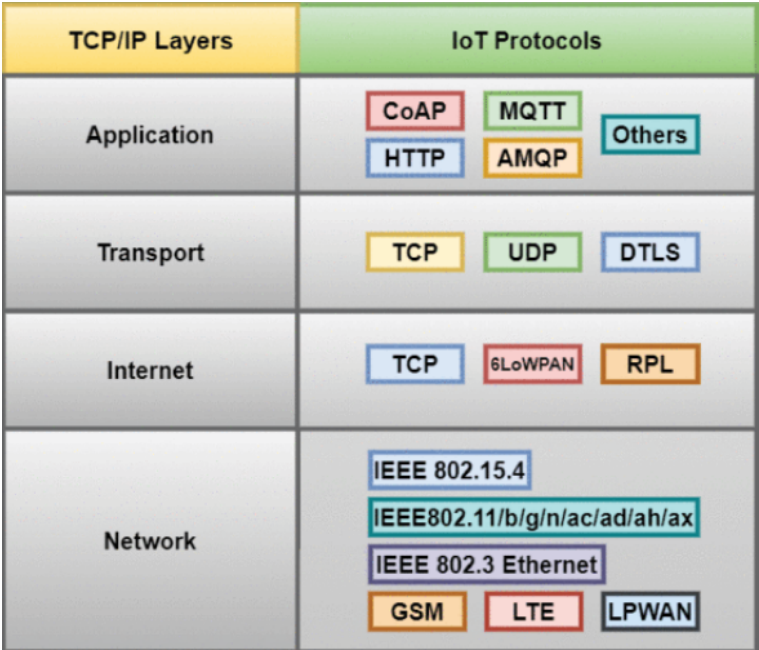 TCP/IP Layers IoT Protocols
Application
CoAP MQTT
Others
HTTP AMQP
Transport TCP UDP DTLS
Internet TCP 6LoWPAN RPL
Network
IEEE 802.15.4
IEEE802.11/b/g/n/ac/ad/ah/ax
IEEE 802.3 Ethernet
GSM LTE LPWAN